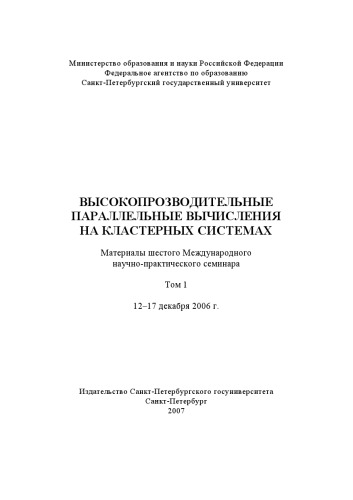 Министерство образования и науки Российской Федерации
Федеральное агентство по образованию
Санкт-Петербургский государственный университет
ВЫСОКОПРОЗВОДИТЕЛЬНЫЕ
ПАРАЛЛЕЛЬНЫЕ ВЫЧИСЛЕНИЯ
НА КЛАСТЕРНЫХ СИСТЕМАХ
Материалы шестого Международного
научно-практического семинара
Том 1
12–17 декабря 2006 г.
Издательство Санкт-Петербургского госуниверситета
Санкт-Петербург
2007